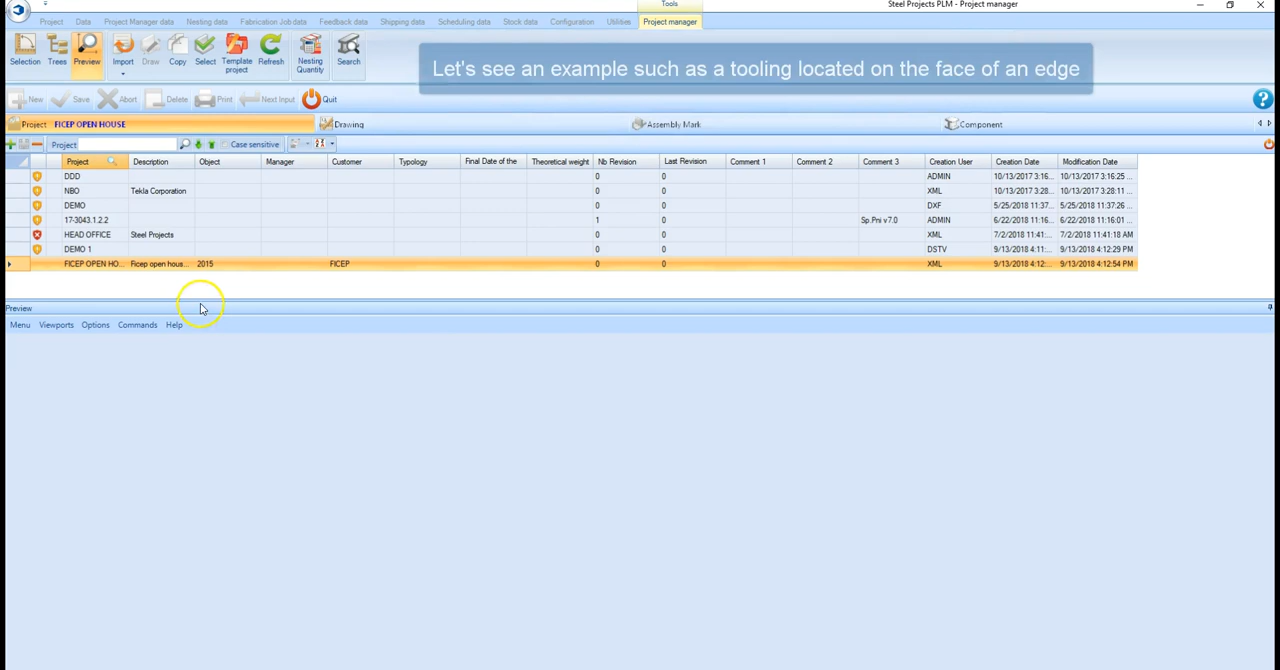 Tools
Steel Projects PLM - Project manager
Project Data Project Manager data Nesting data Fabrication Job data Feedback data Shipping data Scheduling data Stock data Configuration Utilities Project manager
Selection Trees Preview Import Draw Copy Select Template project Refresh Nesting Quantity Search
Let's see an example such as a tooling located on the face of an edge
New Save Abort Delete Print Next Input Quit
Project FICEP OPEN HOUSE Drawing Assembly Mark Component
Project Case sensitive
Project Description Object Manager Customer Typology Final Date of the Theoretical weight Nb Revision Last Revision Comment 1 Comment 2 Comment 3 Creation User Creation Date Modification Date
DDD 0 0 ADMIN 10/13/2017 3:16... 10/13/2017 3:16:25 ...
NBO Tekla Corporation 0 0 XML 10/13/2017 3:28... 10/13/2017 3:28:11 ...
DEMO 0 0 DXF 5/25/2018 11:37... 5/25/2018 11:37:26 ...
17-3043.1.2.2 1 0 Sp.Pni v7.0 ADMIN 6/22/2018 11:16... 6/22/2018 11:16:01 ...
HEAD OFFICE Steel Projects 0 0 XML 7/2/2018 11:41:... 7/2/2018 11:41:18 AM
DEMO 1 0 0 DSTV 9/13/2018 4:11:... 9/13/2018 4:12:29 PM
FICEP OPEN HO... Ficep open hous... 2015 FICEP 0 0 XML 9/13/2018 4:12:... 9/13/2018 4:12:54 PM
Preview
Menu Viewports Options Commands Help